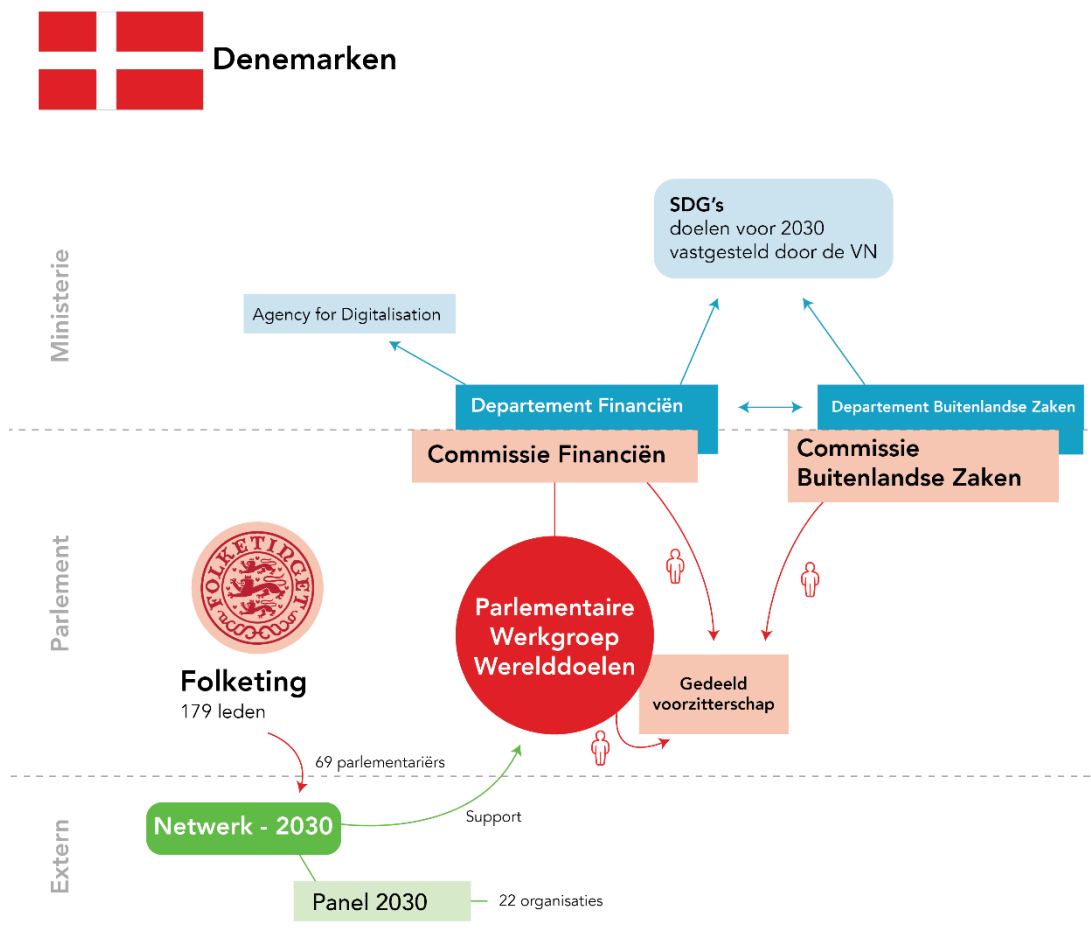 Denemarken
SDG's
doelen voor 2030
vastgesteld door de VN
Ministerie
Agency for Digitalisation
Departement Financiën
Departement Buitenlandse Zaken
Commissie Financiën
Commissie
Buitenlandse Zaken
Parlement
FOLKETINGET
Parlementaire
Werkgroep
Werelddoelen
Gedeeld
voorzitterschap
Folketing
179 leden
69 parlementariërs
Extern
Netwerk - 2030
Support
Panel 2030
22 organisaties